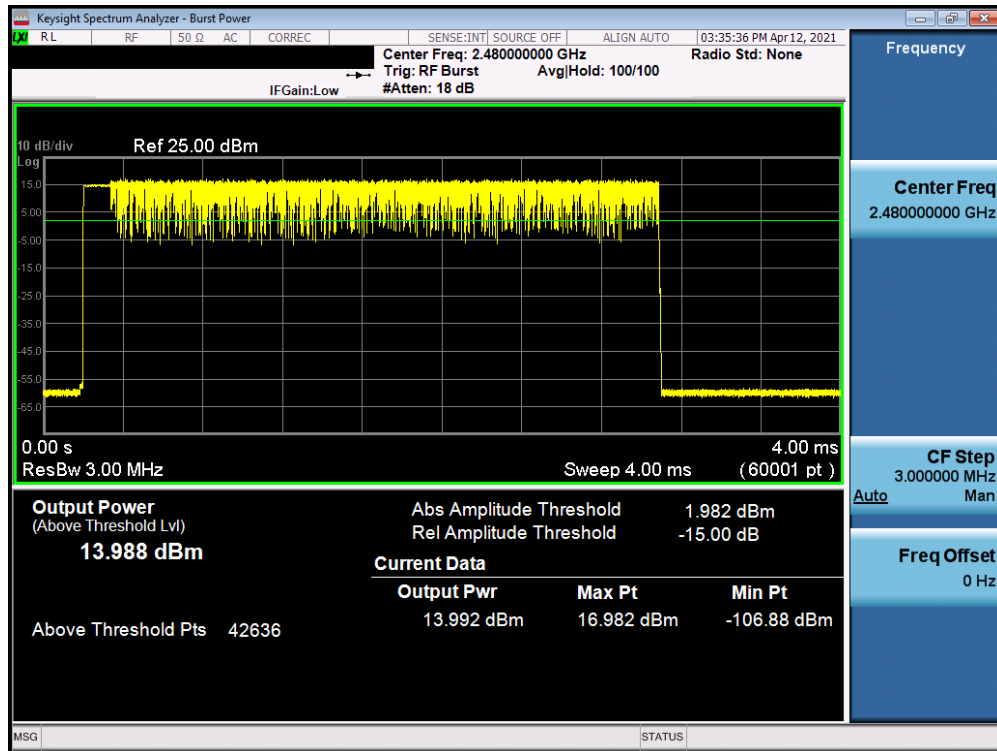 Keysight Spectrum Analyzer - Burst Power
LXI RL RF 50 Ω AC CORREC SENSE:INT SOURCE OFF ALIGN AUTO 03:35:36 PM Apr 12, 2021
Center Freq: 2.480000000 GHz Radio Std: None
Trig: RF Burst Avg|Hold: 100/100
IFGain:Low #Atten: 18 dB
Frequency
10 dB/div Ref 25.00 dBm
Log
15.0
5.00
-5.00
-15.0
-25.0
-35.0
-45.0
-55.0
-65.0
Center Freq
2.480000000 GHz
0.00 s 4.00 ms
ResBw 3.00 MHz Sweep 4.00 ms (60001 pt)
CF Step
3.000000 MHz
Auto Man
Output Power
(Above Threshold Lvl)
13.988 dBm
Above Threshold Pts 42636
Abs Amplitude Threshold 1.982 dBm
Rel Amplitude Threshold -15.00 dB
Current Data
Output Pwr Max Pt Min Pt
13.992 dBm 16.982 dBm -106.88 dBm
Freq Offset
0 Hz
MSG STATUS